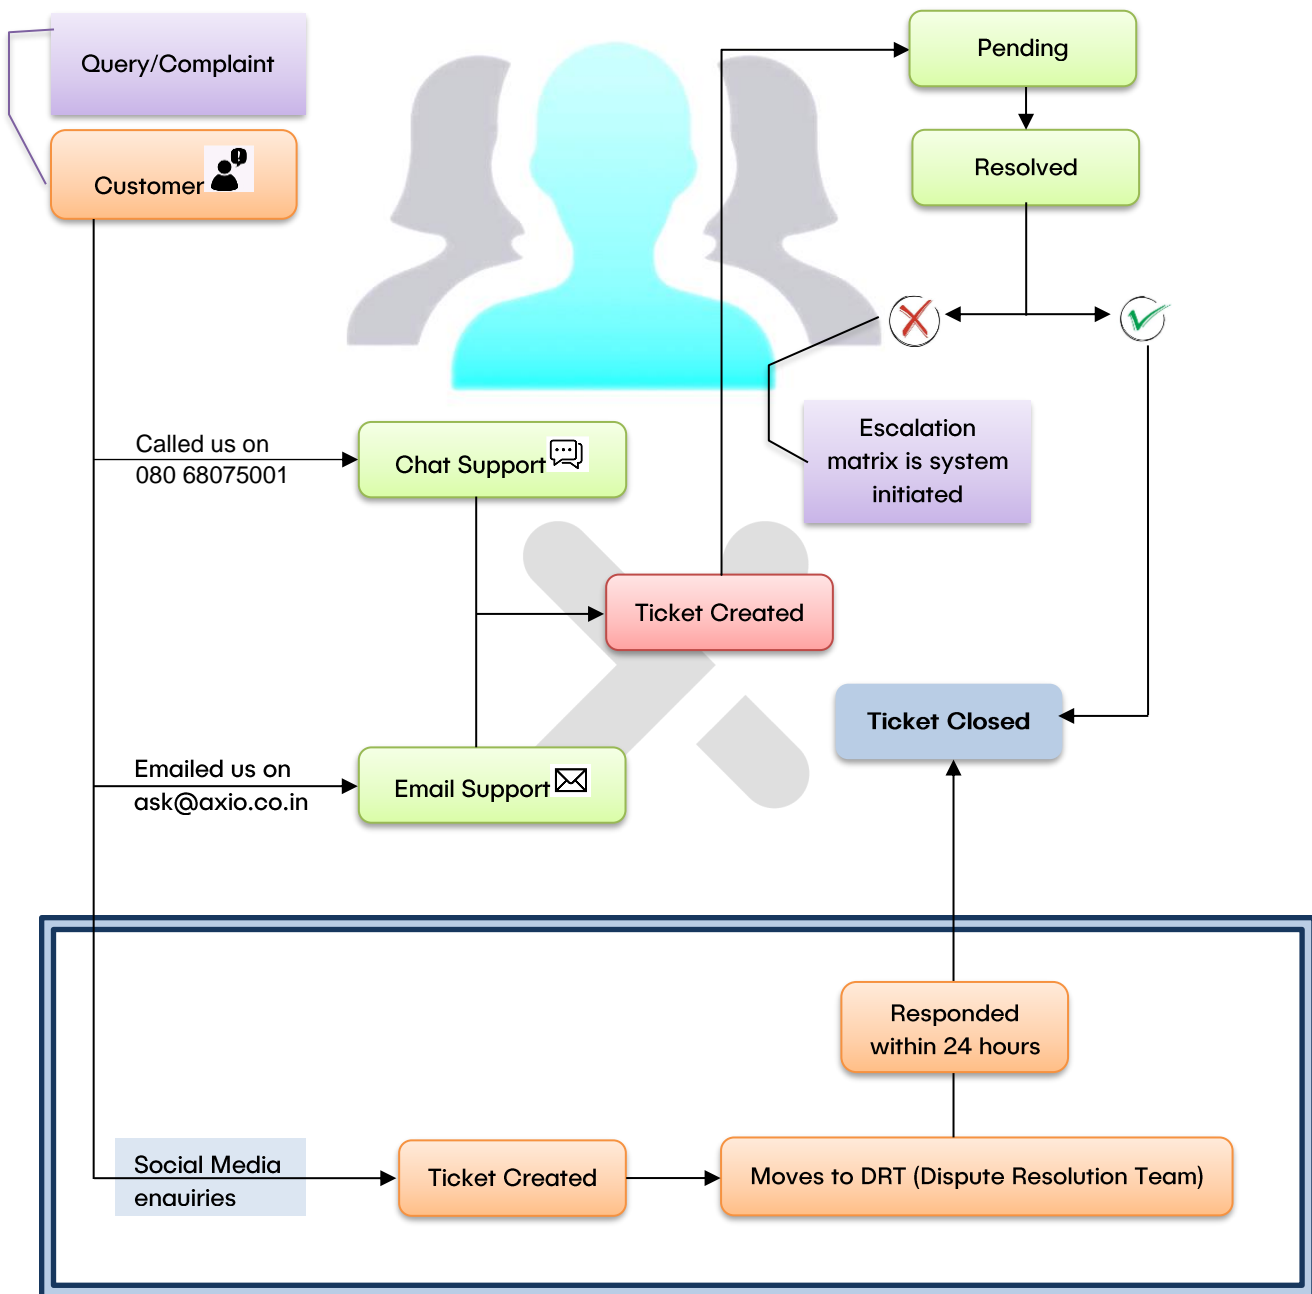 Query/Complaint
Customer
Pending
Resolved
Called us on
080 68075001
Chat Support
Escalation
matrix is system
initiated
Ticket Created
Ticket Closed
Emailed us on
ask@axio.co.in
Email Support
Responded
within 24 hours
Social Media
enauiries
Ticket Created
Moves to DRT (Dispute Resolution Team)